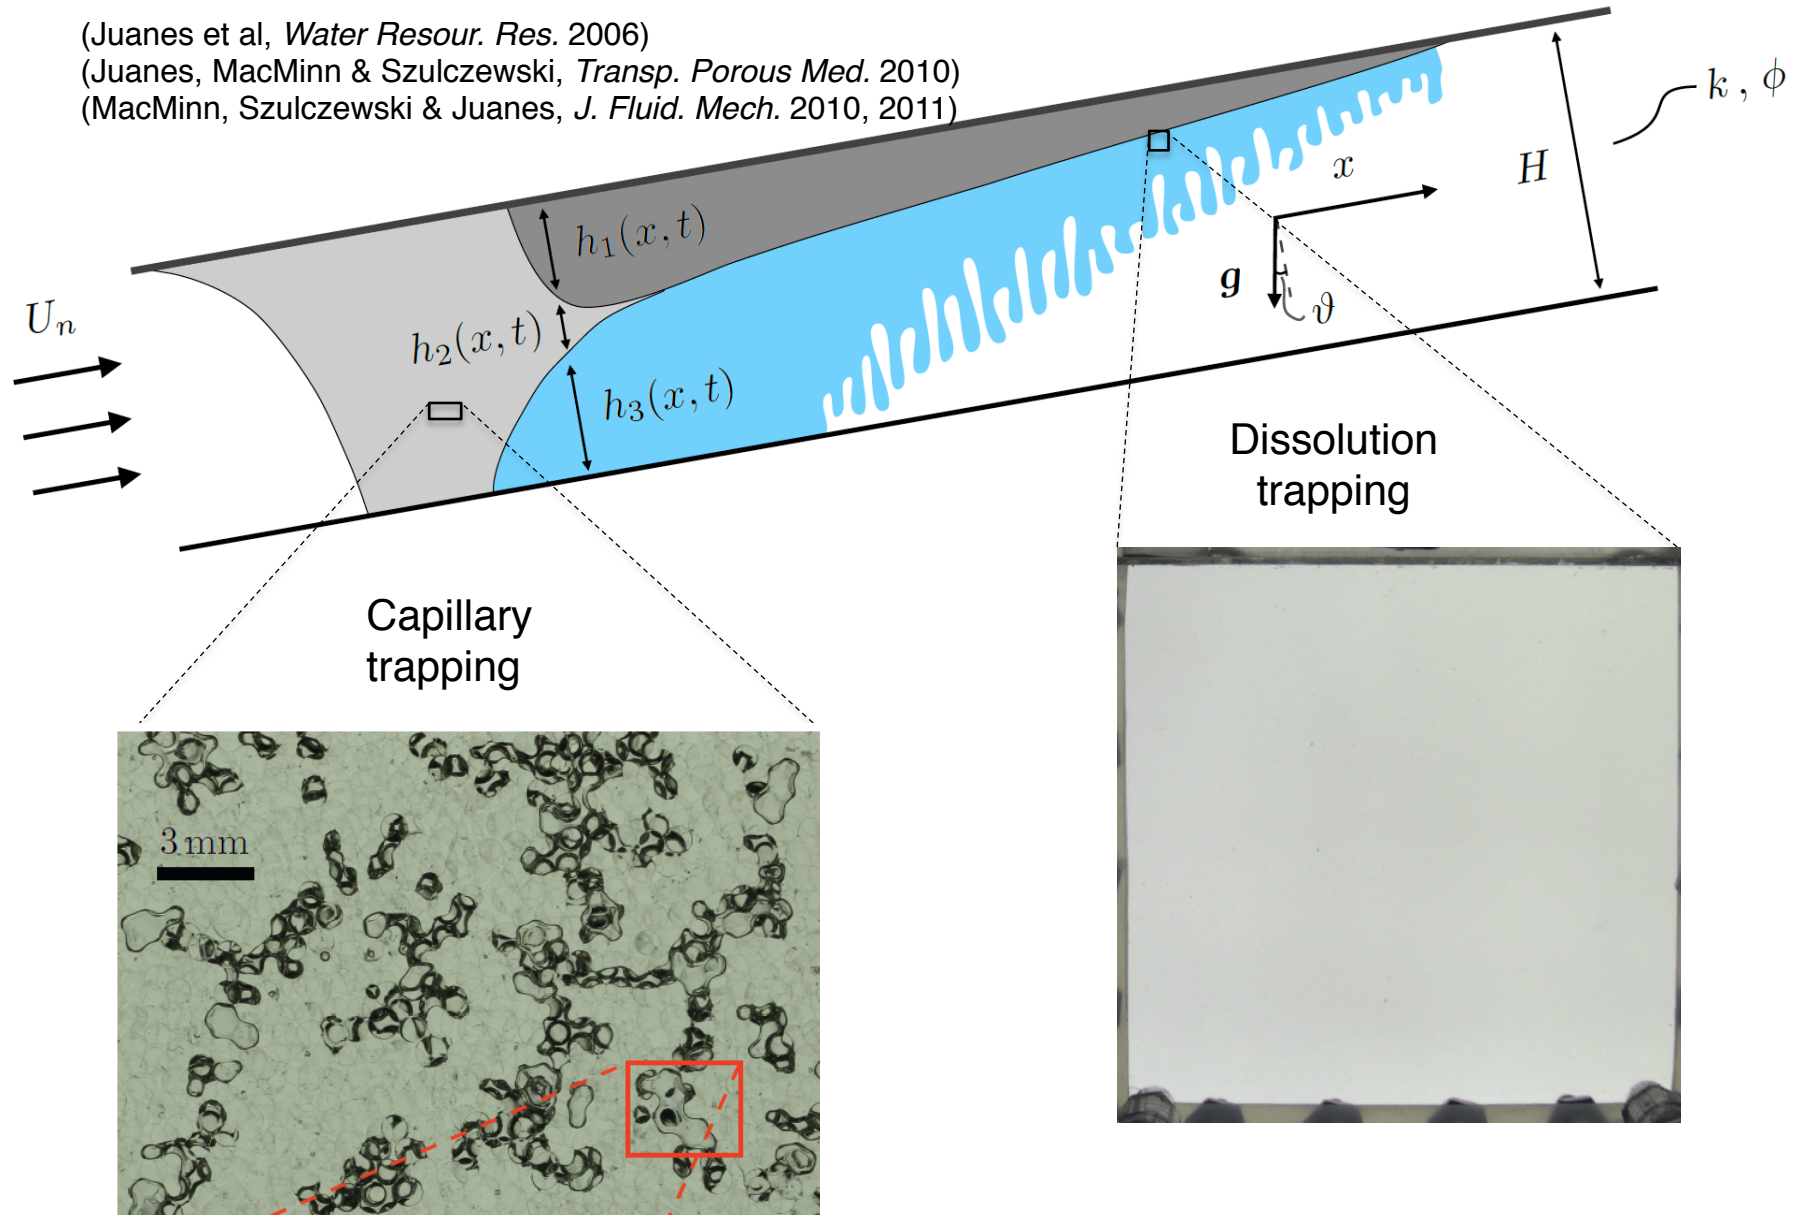 (Juanes et al, Water Resour. Res. 2006)
(Juanes, MacMinn & Szulczewski, Transp. Porous Med. 2010)
(MacMinn, Szulczewski & Juanes, J. Fluid. Mech. 2010, 2011)
k , ϕ
H
x
h₁(x, t)
g
ϑ
Uₙ
h₂(x, t)
h₃(x, t)
Dissolution
trapping
Capillary
trapping
3 mm